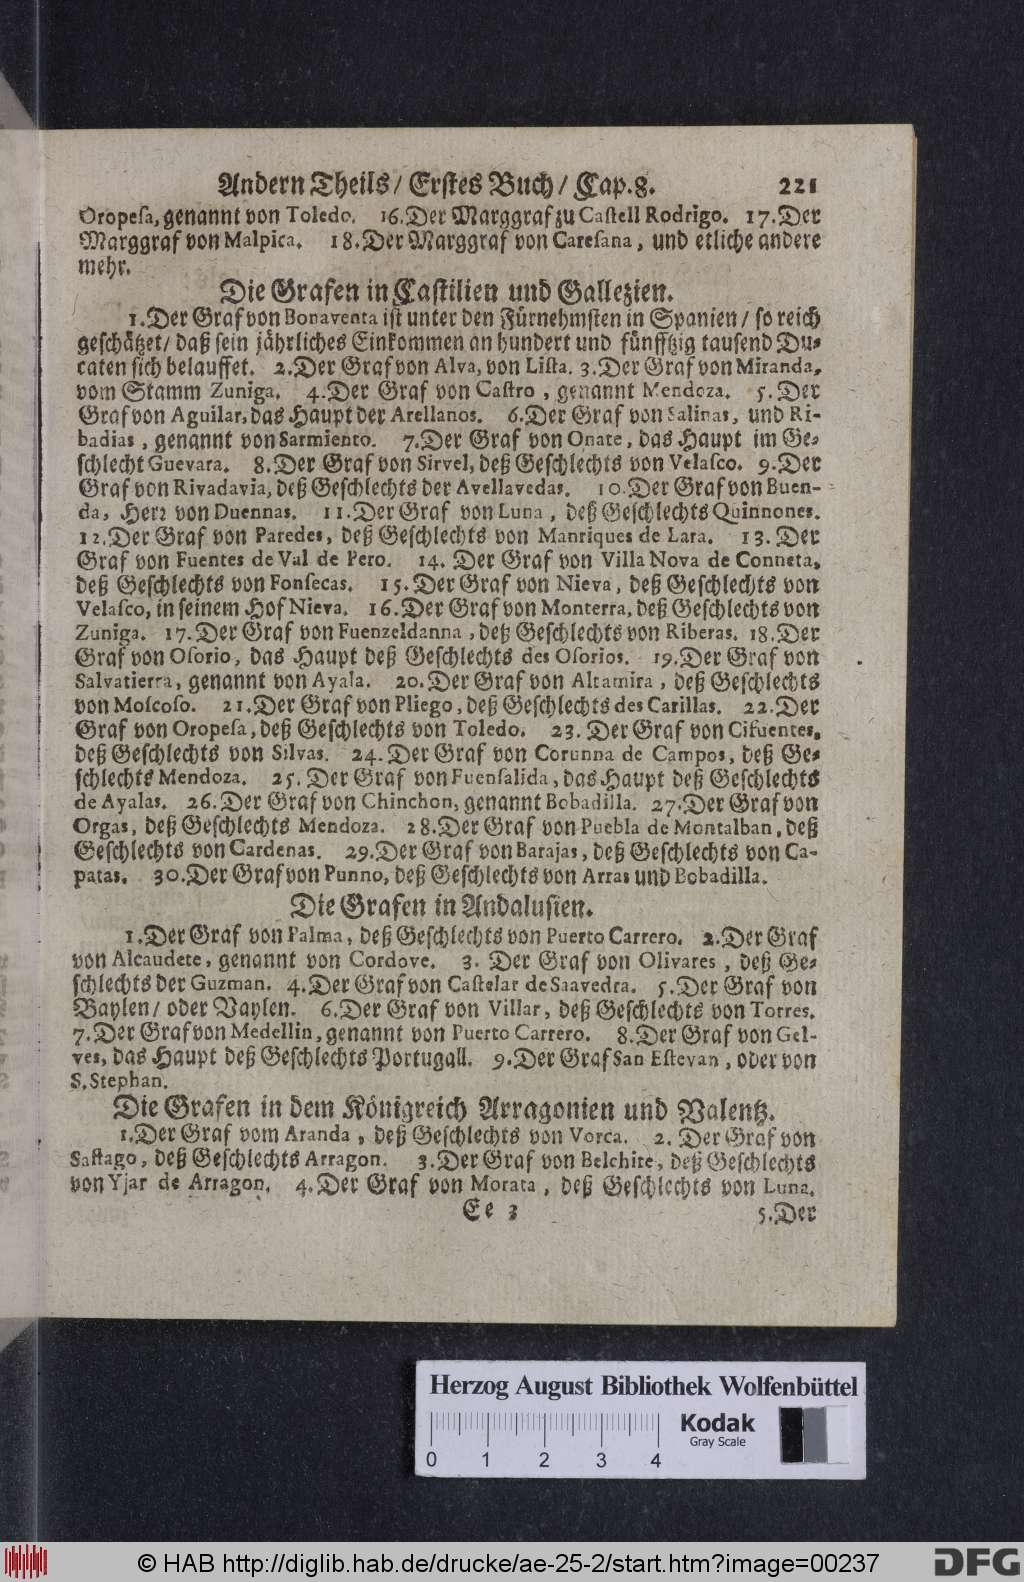 Andern Theils/ Erstes Buch/ Cap. 8. 221
Oropesa, genannt von Toledo. 16. Der Marggraf zu Castell Rodrigo. 17. Der
Marggraf von Malpica. 18. Der Marggraf von Caresana, und etliche andere
mehr.
Die Grafen in Castilien und Gallezien.
1. Der Graf von Bonaventa ist unter den Fürnehmsten in Spanien/ so reich
geschätzet/ daß sein jährliches Einkommen an hundert und fünfftzig tausend Du-
caten sich belauffet. 2. Der Graf von Alva, von Lista. 3. Der Graf von Miranda,
vom Stamm Zuniga. 4. Der Graf von Castro, genannt Mendoza. 5. Der
Graf von Aguilar, das Haupt der Arellanos. 6. Der Graf von Salinas, und Ri-
badias, genannt von Sarmiento. 7. Der Graf von Onate, das Haupt im Ge-
schlecht Guevara. 8. Der Graf von Sirvel, deß Geschlechts von Velasco. 9. Der
Graf von Rivadavia, deß Geschlechts der Avellavedas. 10. Der Graf von Buen-
da, Herr von Duennas. 11. Der Graf von Luna, deß Geschlechts Quinnones.
12. Der Graf von Paredes, deß Geschlechts von Manriques de Lara. 13. Der
Graf von Fuentes de Val de Pero. 14. Der Graf von Villa Nova de Conneta,
deß Geschlechts von Fonsecas. 15. Der Graf von Nieva, deß Geschlechts von
Velasco, in seinem Hof Nieva. 16. Der Graf von Monterra, deß Geschlechts von
Zuniga. 17. Der Graf von Fuenzeldanna, deß Geschlechts von Riberas. 18. Der
Graf von Osorio, das Haupt deß Geschlechts des Osorios. 19. Der Graf von
Salvatierra, genannt von Ayala. 20. Der Graf von Altamira, deß Geschlechts
von Moscoso. 21. Der Graf von Pliego, deß Geschlechts des Carillas. 22. Der
Graf von Oropesa, deß Geschlechts von Toledo. 23. Der Graf von Cifuentes,
deß Geschlechts von Silvas. 24. Der Graf von Corunna de Campos, deß Ge-
schlechts Mendoza. 25. Der Graf von Fuensalida, das Haupt deß Geschlechts
de Ayalas. 26. Der Graf von Chinchon, genannt Bobadilla. 27. Der Graf von
Orgas, deß Geschlechts Mendoza. 28. Der Graf von Puebla de Montalban, deß
Geschlechts von Cardenas. 29. Der Graf von Barajas, deß Geschlechts von Ca-
patas. 30. Der Graf von Punno, deß Geschlechts von Arras und Bobadilla.
Die Grafen in Andalusien.
1. Der Graf von Palma, deß Geschlechts von Puerto Carrero. 2. Der Graf
von Alcaudete, genannt von Cordove. 3. Der Graf von Olivares, deß Ge-
schlechts der Guzman. 4. Der Graf von Castelar de Saavedra. 5. Der Graf von
Baylen/ oder Vaylen. 6. Der Graf von Villar, deß Geschlechts von Torres.
7. Der Graf von Medellin, genannt von Puerto Carrero. 8. Der Graf von Gel-
ves, das Haupt deß Geschlechts Portugall. 9. Der Graf San Estevan, oder von
S. Stephan.
Die Grafen in dem Königreich Arragonien und Valentz.
1. Der Graf vom Aranda, deß Geschlechts von Vorca. 2. Der Graf von
Sastago, deß Geschlechts Arragon. 3. Der Graf von Belchite, deß Geschlechts
von Yjar de Arragon. 4. Der Graf von Morata, deß Geschlechts von Luna.
Ee 3 5. Der
Herzog August Bibliothek Wolfenbüttel
Kodak
Gray Scale
0 1 2 3 4
© HAB http://diglib.hab.de/drucke/ae-25-2/start.htm?image=00237
DFG